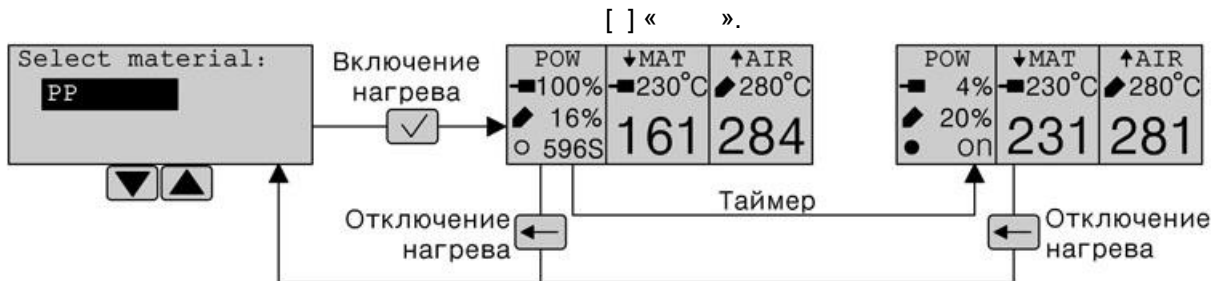 [ ] « ».
Select material:
PP
Включение
нагрева
POW
100%
16%
596S
↓MAT
230°C
161
↑AIR
280°C
284
POW
4%
20%
on
↓MAT
230°C
231
↑AIR
280°C
281
Таймер
Отключение
нагрева
Отключение
нагрева